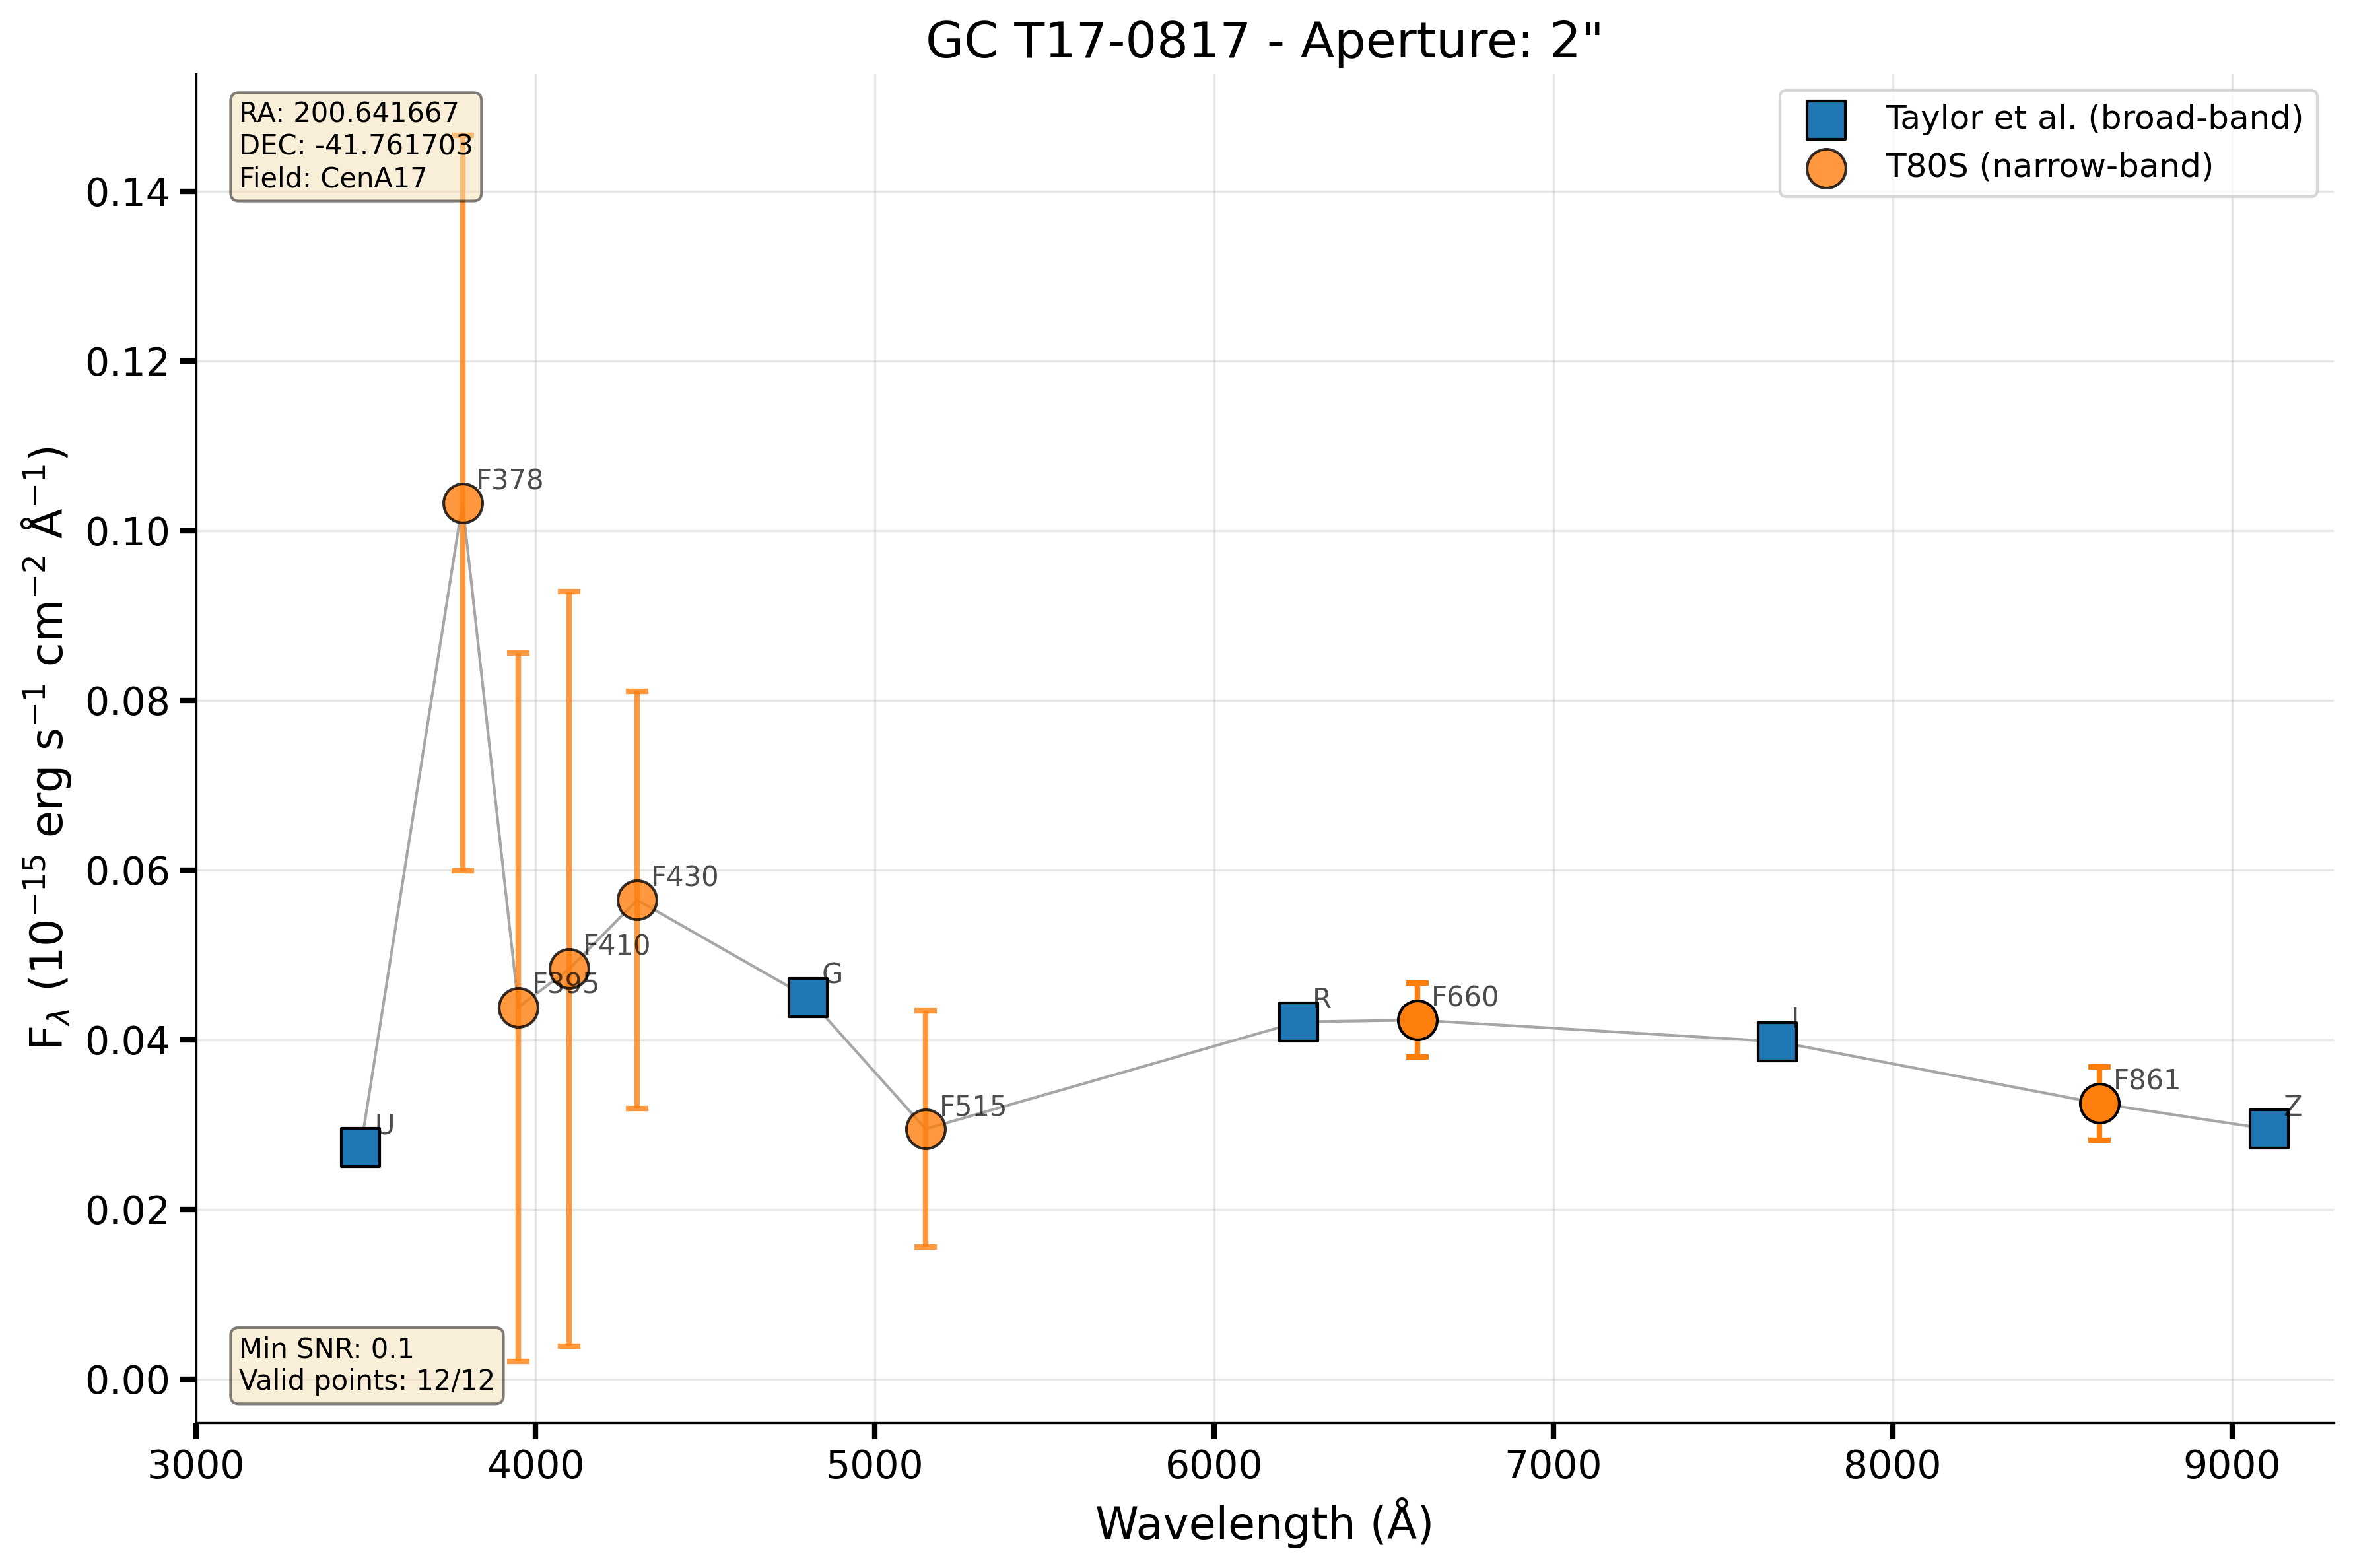 GC T17-0817 - Aperture: 2"
RA: 200.641667
DEC: -41.761703
Field: CenA17
Taylor et al. (broad-band)
T80S (narrow-band)
F378
F430
F410
F395
G
R
F660
I
F861
Z
F515
U
Min SNR: 0.1
Valid points: 12/12
0.14
0.12
0.10
0.08
0.06
0.04
0.02
0.00
3000 4000 5000 6000 7000 8000 9000
Wavelength (Å)
F_λ (10⁻¹⁵ erg s⁻¹ cm⁻² Å⁻¹)